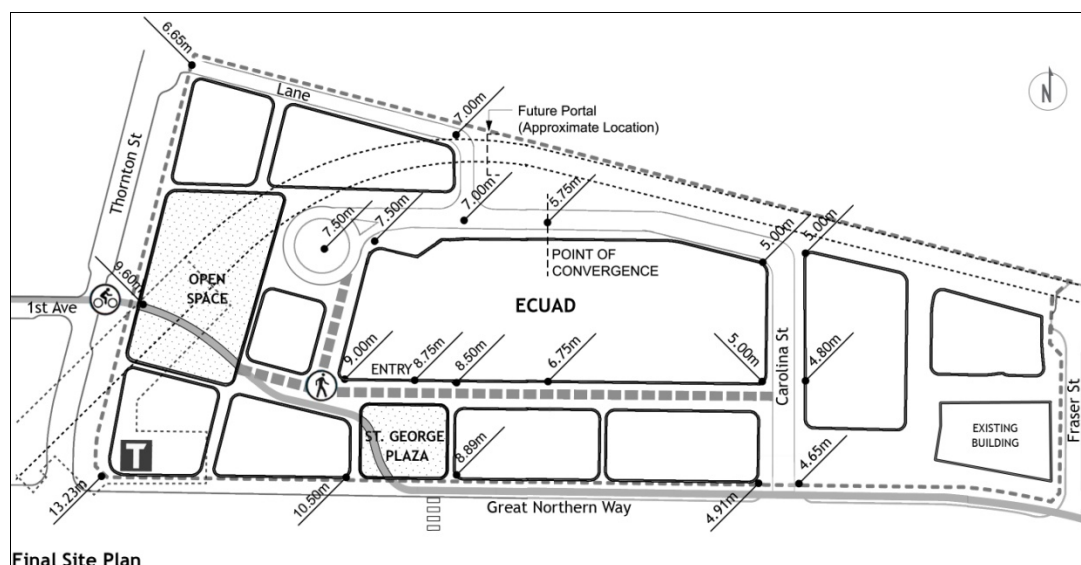 6.65m
Lane
7.00m
Future Portal
(Approximate Location)
N
Thornton St
7.50m
7.50m
7.00m
5.75m
5.00m
5.00m
POINT OF
CONVERGENCE
9.60m
OPEN
SPACE
1st Ave
ECUAD
9.00m
ENTRY
8.75m
8.50m
6.75m
5.00m
Carolina St
4.80m
Fraser St
EXISTING
BUILDING
ST. GEORGE
PLAZA
8.89m
T
13.23m
10.50m
4.91m
4.65m
Great Northern Way
Final Site Plan